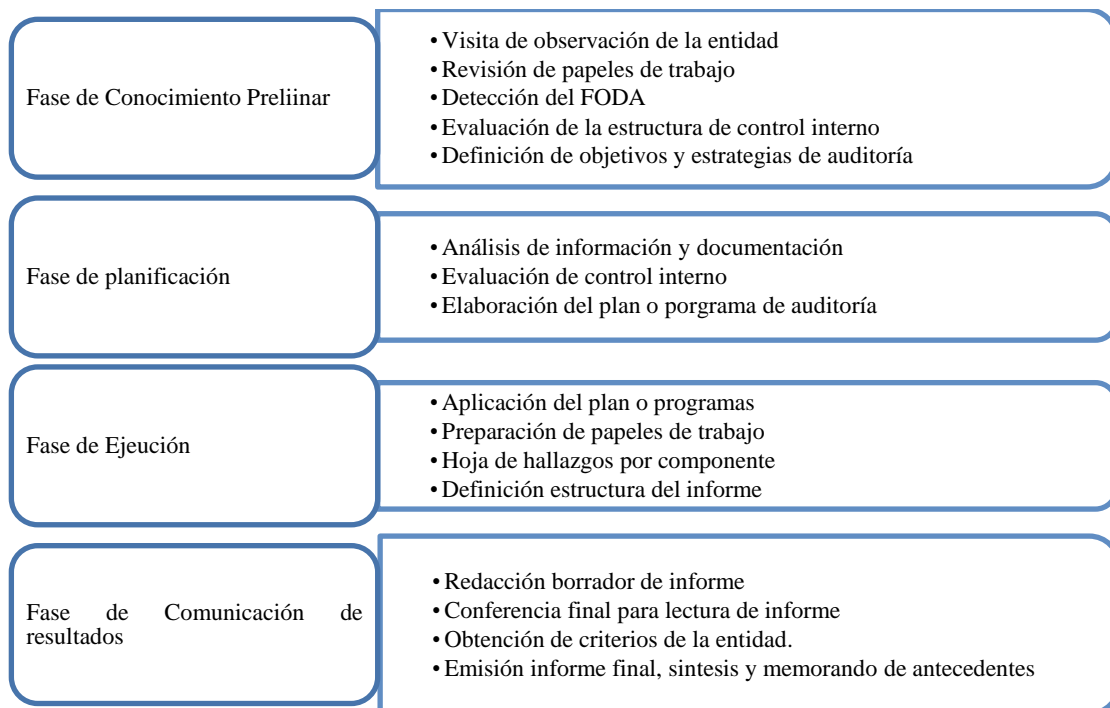 Fase de Conocimiento Preliinar
• Visita de observación de la entidad
• Revisión de papeles de trabajo
• Detección del FODA
• Evaluación de la estructura de control interno
• Definición de objetivos y estrategias de auditoría
Fase de planificación
• Análisis de información y documentación
• Evaluación de control interno
• Elaboración del plan o porgrama de auditoría
Fase de Ejeución
• Aplicación del plan o programas
• Preparación de papeles de trabajo
• Hoja de hallazgos por componente
• Definición estructura del informe
Fase de Comunicación de
resultados
• Redacción borrador de informe
• Conferencia final para lectura de informe
• Obtención de criterios de la entidad.
• Emisión informe final, sintesis y memorando de antecedentes